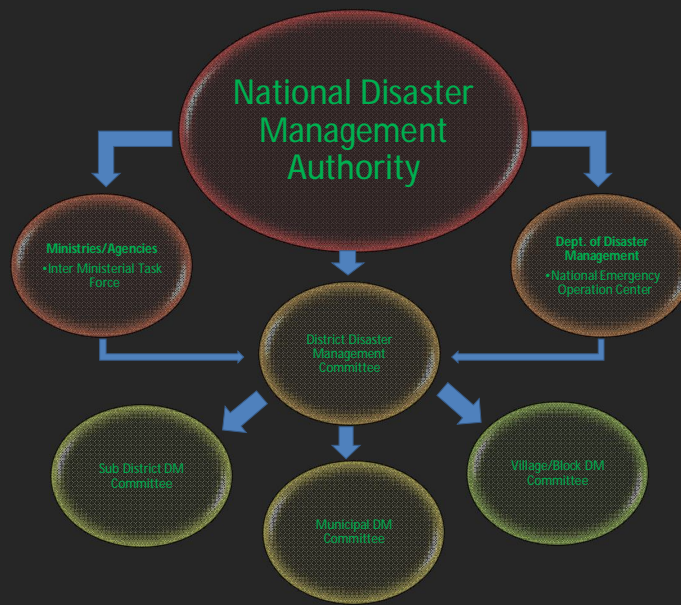 National Disaster
Management
Authority
Ministries/Agencies
•Inter Ministerial Task
Force
Dept. of Disaster
Management
•National Emergency
Operation Center
District Disaster
Management
Committee
Sub District DM
Committee
Municipal DM
Committee
Village/Block DM
Committee